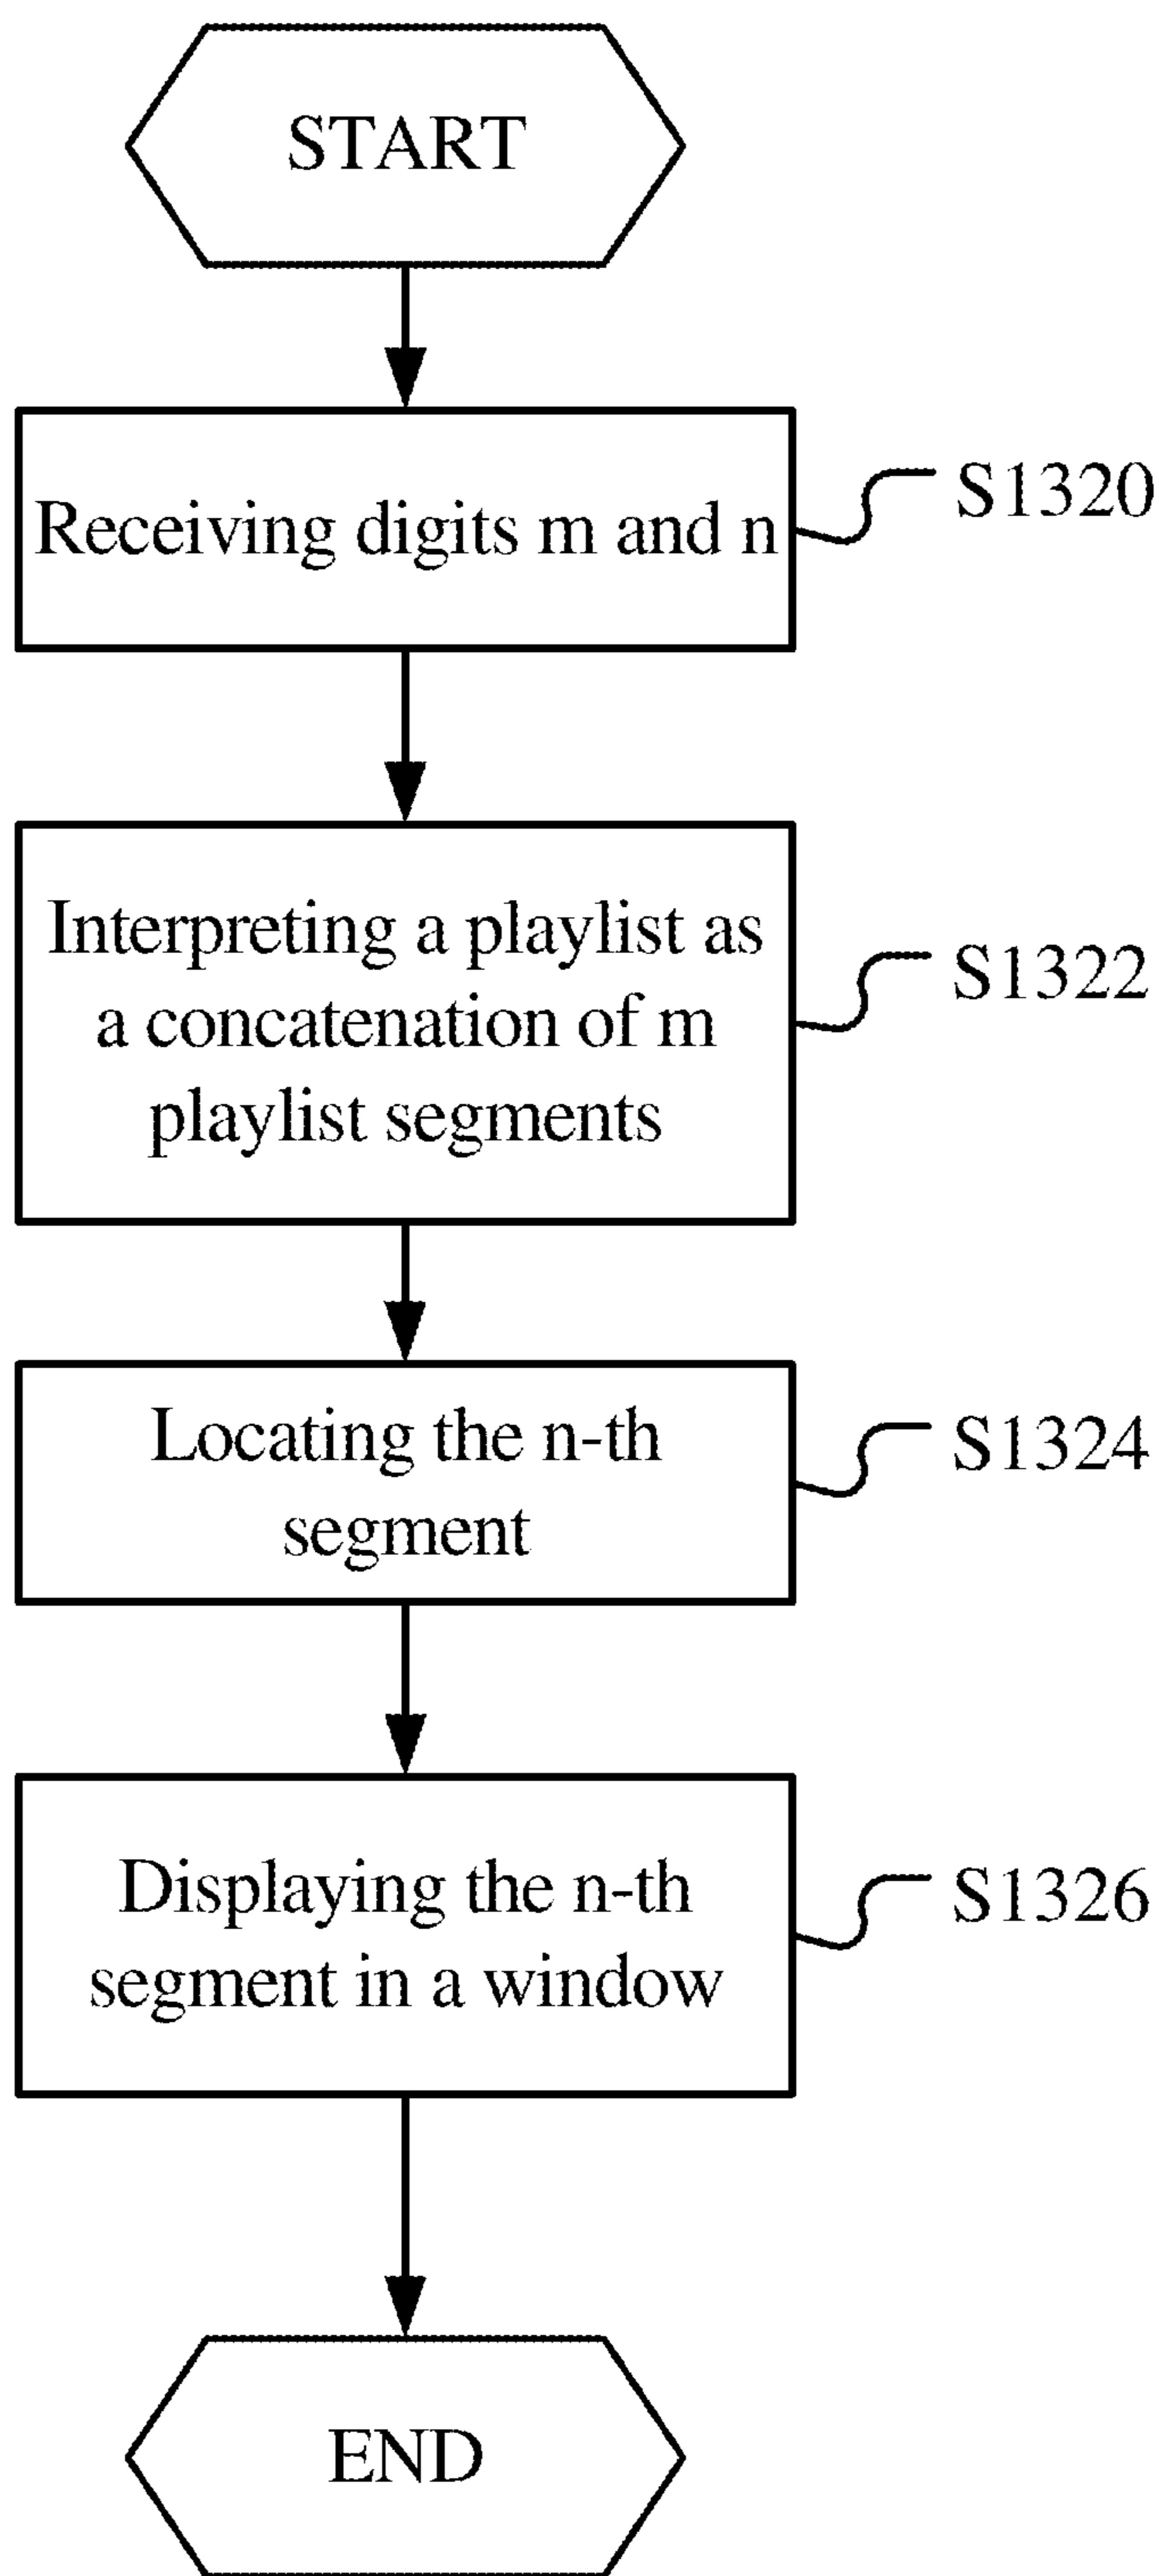 START
Receiving digits m and n
S1320
Interpreting a playlist as
a concatenation of m
playlist segments
S1322
Locating the n-th
segment
S1324
Displaying the n-th
segment in a window
S1326
END